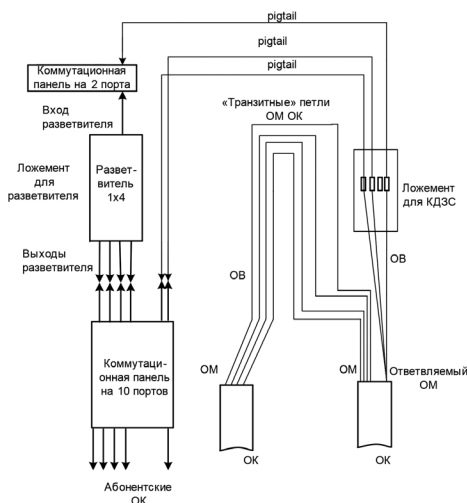 pigtail
pigtail
pigtail
Коммутационная
панель на 2 порта
Вход
разветвителя
«Транзитные» петли
ОМ ОК
Ложемент
для
разветвителя
Развет-
витель
1х4
Ложемент
для КДЗС
Выходы
разветвителя
ОВ
ОВ
Коммутаци-
онная панель
на 10 портов
ОМ
ОМ
Ответвляемый
ОМ
ОК
ОК
Абонентские
ОК